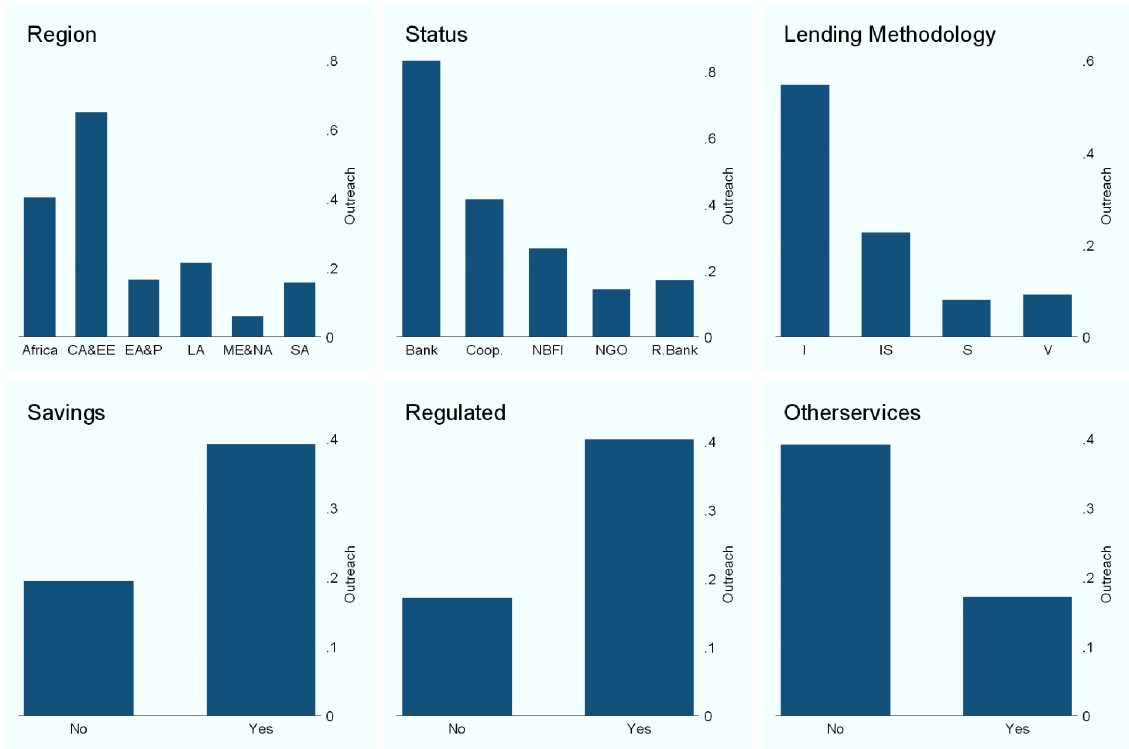 Region
.8
.6
.4
.2
0
Outreach
Africa CA&EE EA&P LA ME&NA SA
Status
.8
.6
.4
.2
0
Outreach
Bank Coop. NBFI NGO R.Bank
Lending Methodology
.6
.4
.2
0
Outreach
I IS S V
Savings
.4
.3
.2
.1
0
Outreach
No Yes
Regulated
.4
.3
.2
.1
0
Outreach
No Yes
Otherservices
.4
.3
.2
.1
0
Outreach
No Yes